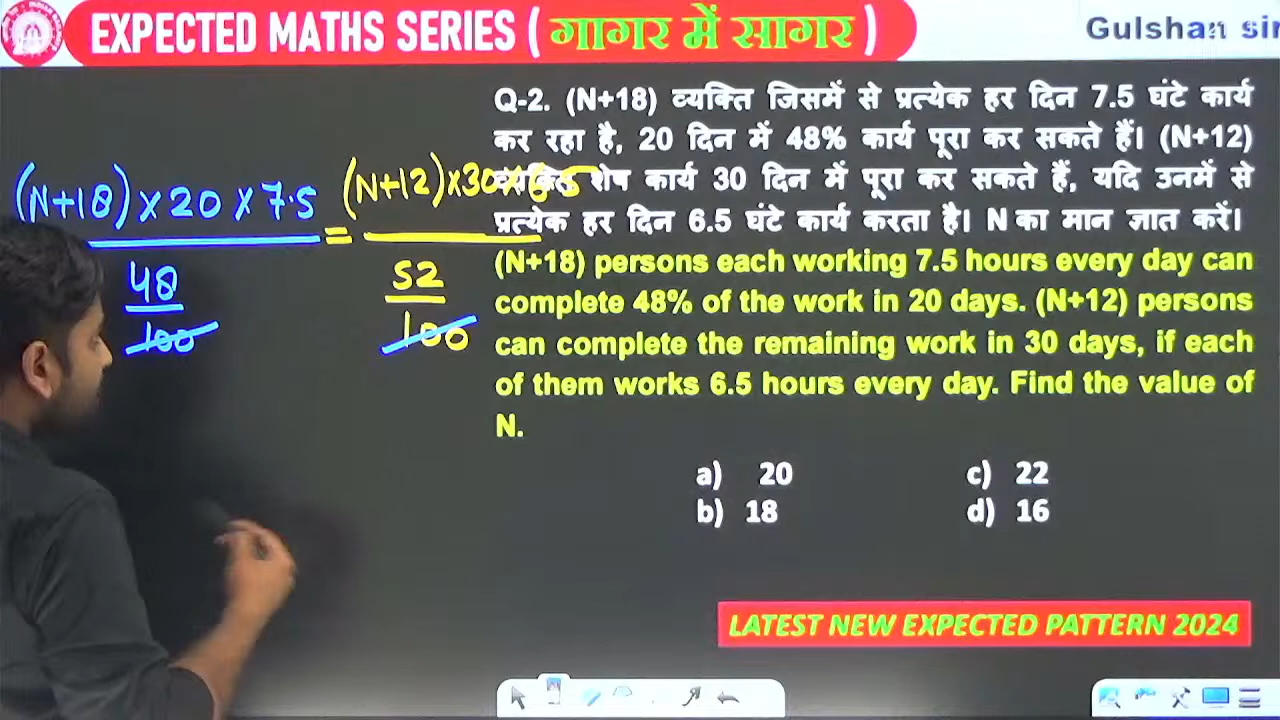 EXPECTED MATHS SERIES ( गागर में सागर )
Gulshan sir
Q-2. (N+18) व्यक्ति जिसमें से प्रत्येक हर दिन 7.5 घंटे कार्य
कर रहा है, 20 दिन में 48% कार्य पूरा कर सकते हैं। (N+12)
शेष कार्य 30 दिन में पूरा कर सकते हैं, यदि उनमें से
प्रत्येक हर दिन 6.5 घंटे कार्य करता है। N का मान ज्ञात करें।
(N+18) persons each working 7.5 hours every day can
complete 48% of the work in 20 days. (N+12) persons
can complete the remaining work in 30 days, if each
of them works 6.5 hours every day. Find the value of
N.
a) 20
c) 22
b) 18
d) 16
(N+18) × 20 × 7.5 = (N+12) × 30 × 6.5
48
100
52
100
LATEST NEW EXPECTED PATTERN 2024